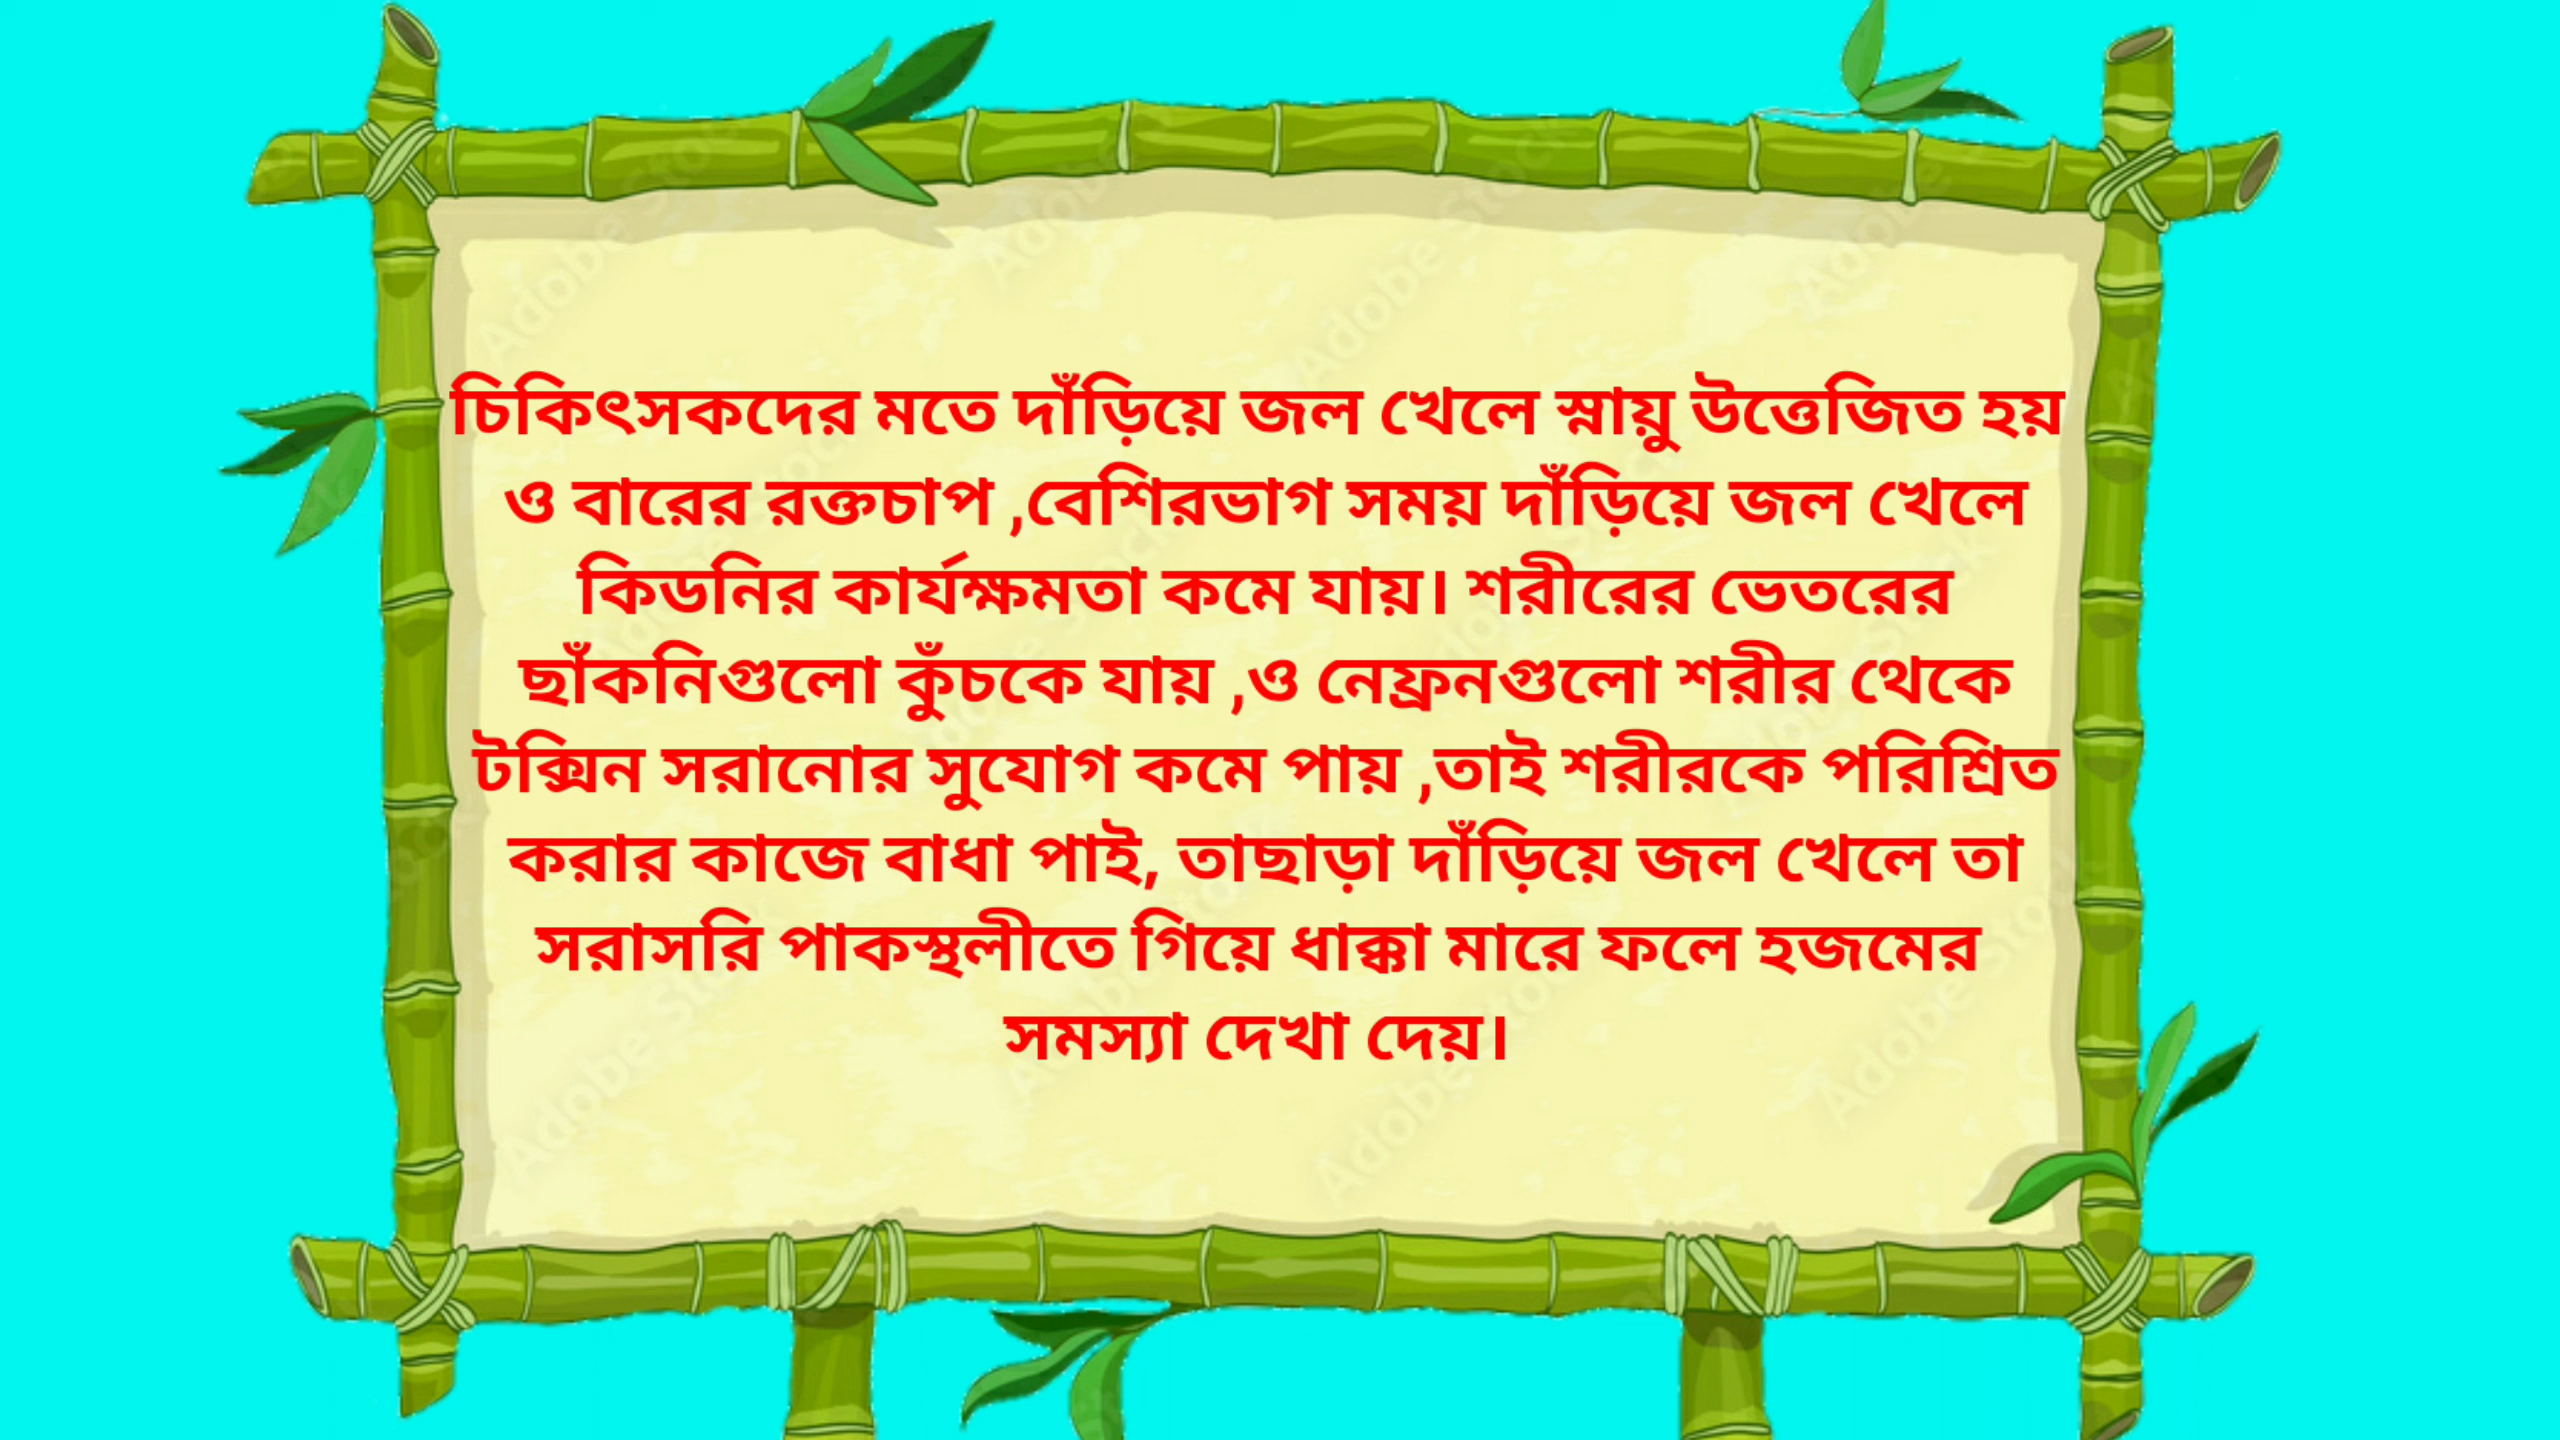 চিকিৎসকদের মতে দাঁড়িয়ে জল খেলে স্নায়ু উত্তেজিত হয়
ও বারের রক্তচাপ ,বেশিরভাগ সময় দাঁড়িয়ে জল খেলে
কিডনির কার্যক্ষমতা কমে যায়। শরীরের ভেতরের
ছাঁকনিগুলো কুঁচকে যায় ,ও নেফ্রনগুলো শরীর থেকে
টক্সিন সরানোর সুযোগ কমে পায় ,তাই শরীরকে পরিশ্রিত
করার কাজে বাধা পাই, তাছাড়া দাঁড়িয়ে জল খেলে তা
সরাসরি পাকস্থলীতে গিয়ে ধাক্কা মারে ফলে হজমের
সমস্যা দেখা দেয়।